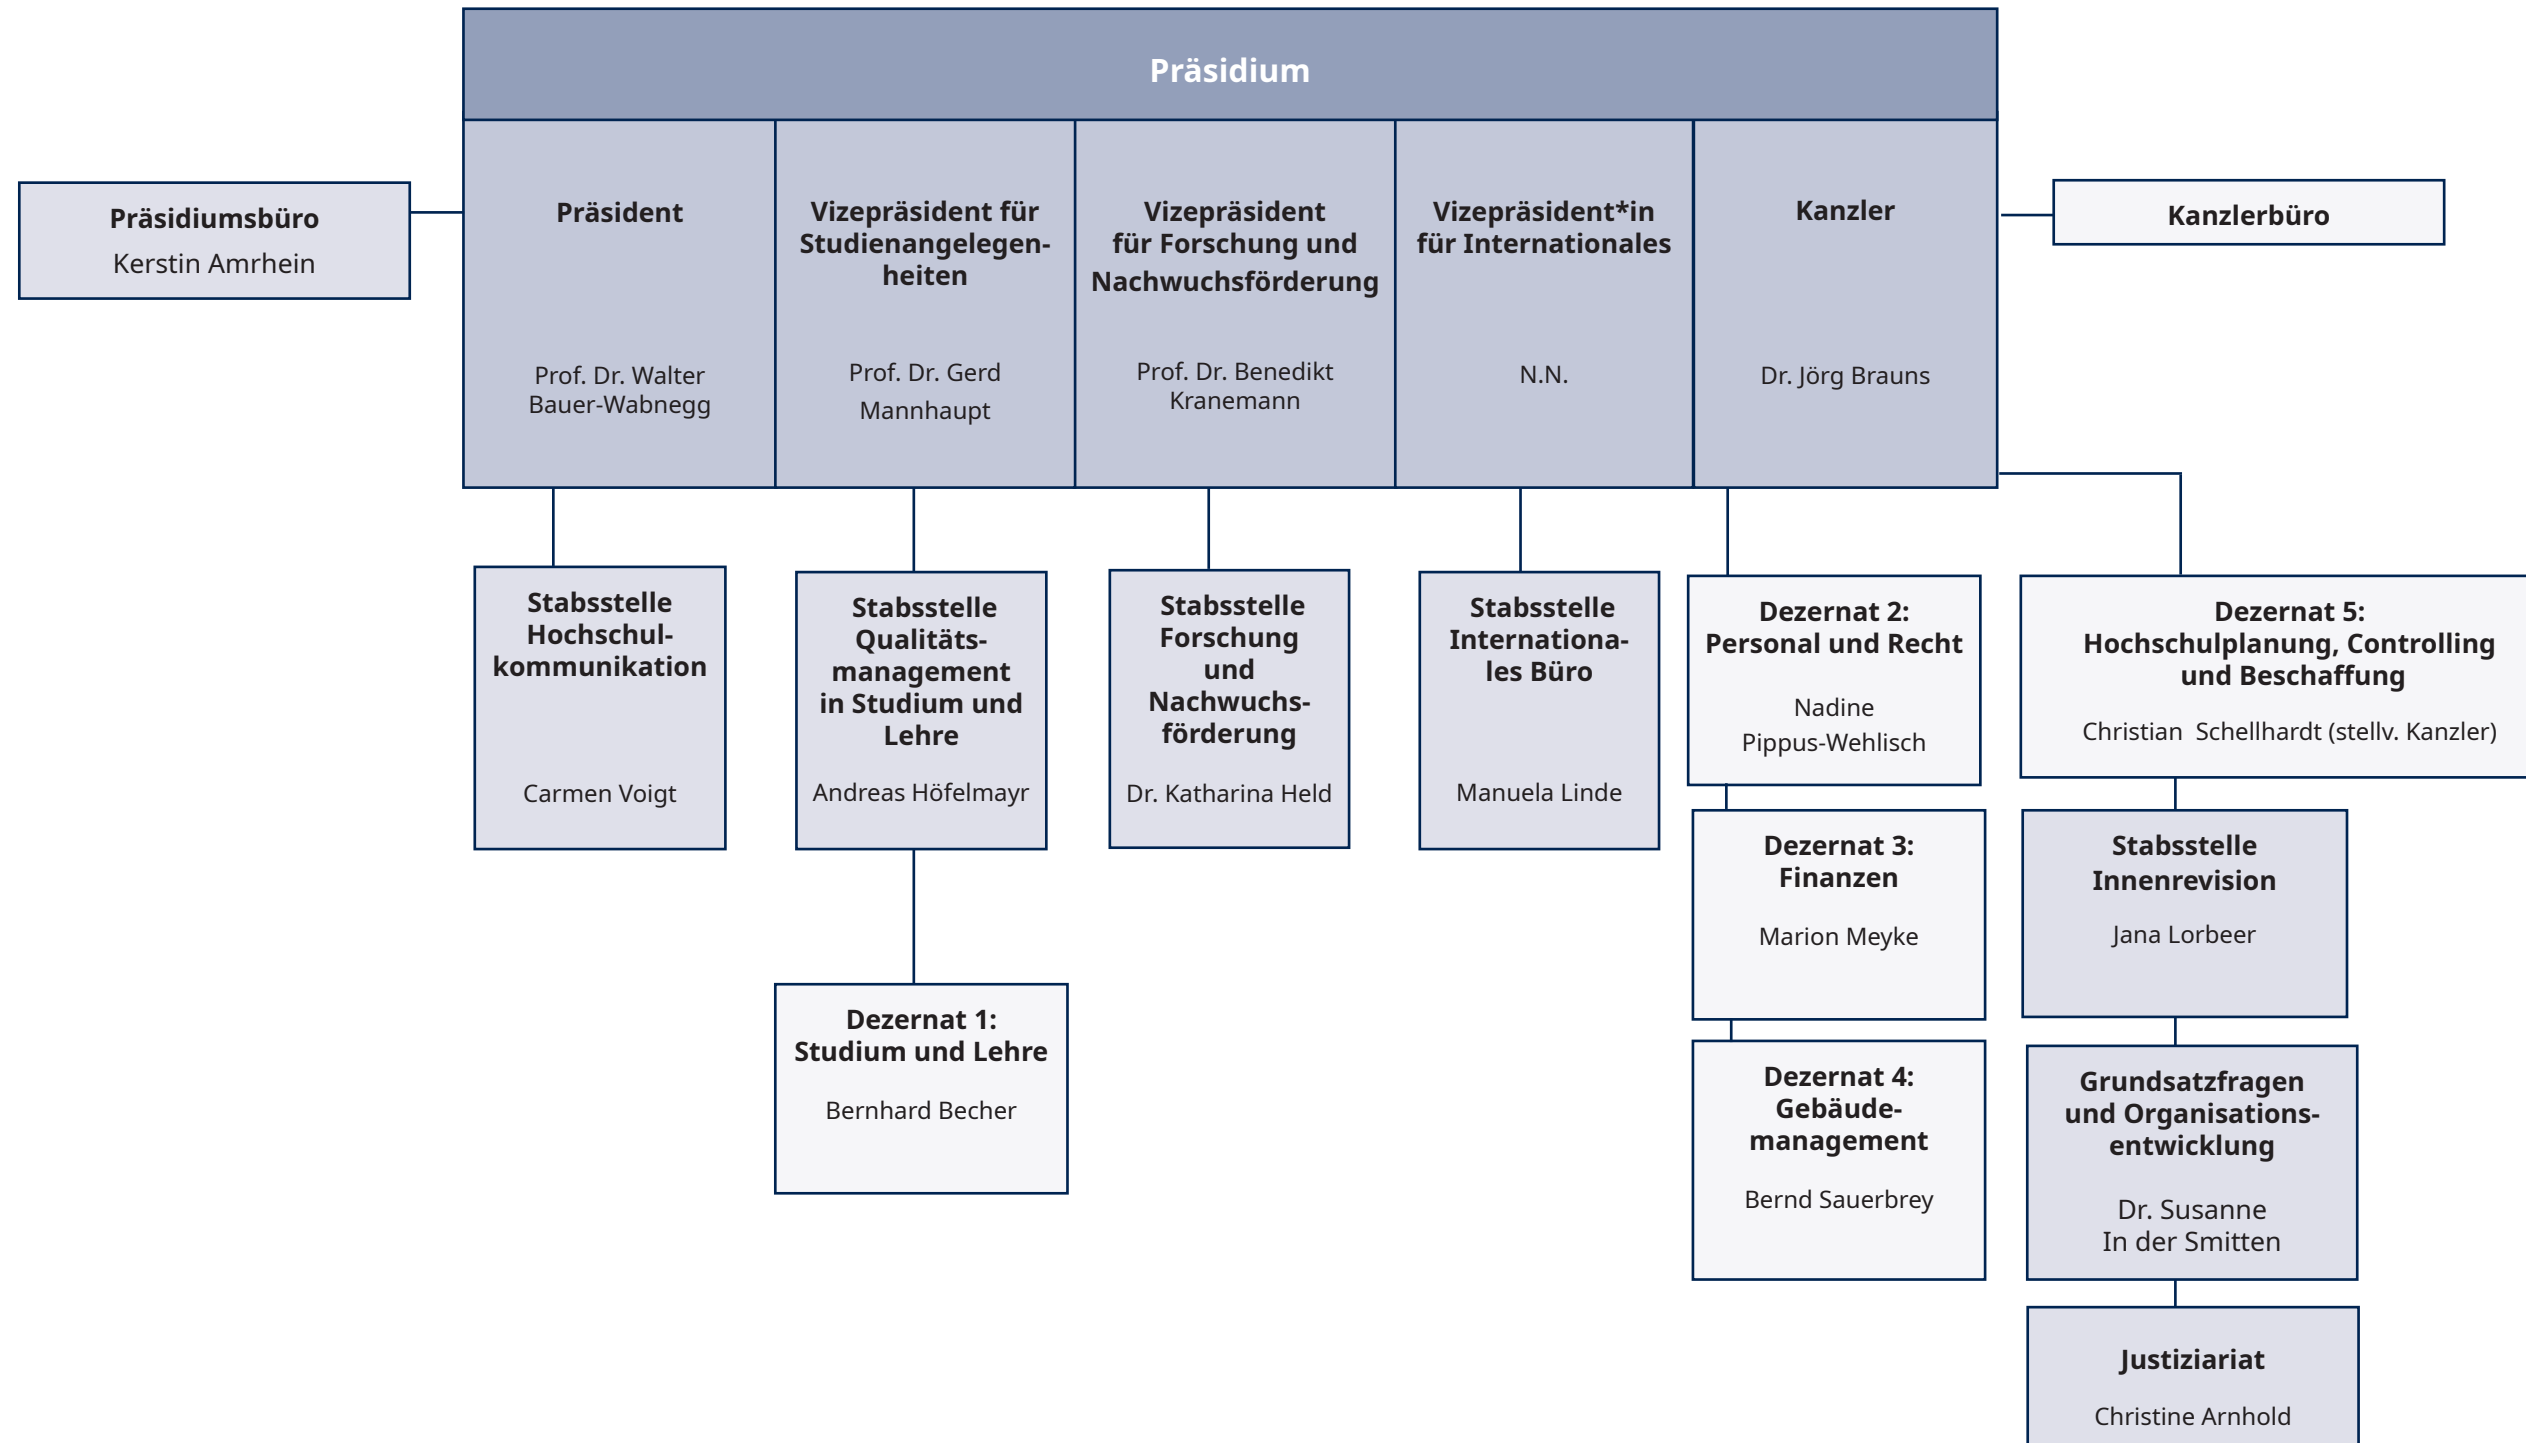 Präsidium
Präsidiumsbüro
Kerstin Amrhein
Präsident
Prof. Dr. Walter
Bauer-Wabnegg
Vizepräsident für
Studienangelegen-
heiten
Prof. Dr. Gerd
Mannhaupt
Vizepräsident
für Forschung und
Nachwuchsförderung
Prof. Dr. Benedikt
Kranemann
Vizepräsident*in
für Internationales
N.N.
Kanzler
Dr. Jörg Brauns
Kanzlerbüro
Stabsstelle
Hochschul-
kommunikation
Carmen Voigt
Stabsstelle
Qualitäts-
management
in Studium und
Lehre
Andreas Höfelmayr
Stabsstelle
Forschung
und
Nachwuchs-
förderung
Dr. Katharina Held
Stabsstelle
Internationa-
les Büro
Manuela Linde
Dezernat 2:
Personal und Recht
Nadine
Pippus-Wehlisch
Dezernat 5:
Hochschulplanung, Controlling
und Beschaffung
Christian  Schellhardt (stellv. Kanzler)
Dezernat 3:
Finanzen
Marion Meyke
Stabsstelle
Innenrevision
Jana Lorbeer
Dezernat 1:
Studium und Lehre
Bernhard Becher
Dezernat 4:
Gebäude-
management
Bernd Sauerbrey
Grundsatzfragen
und Organisations-
entwicklung
Dr. Susanne
In der Smitten
Justiziariat
Christine Arnhold